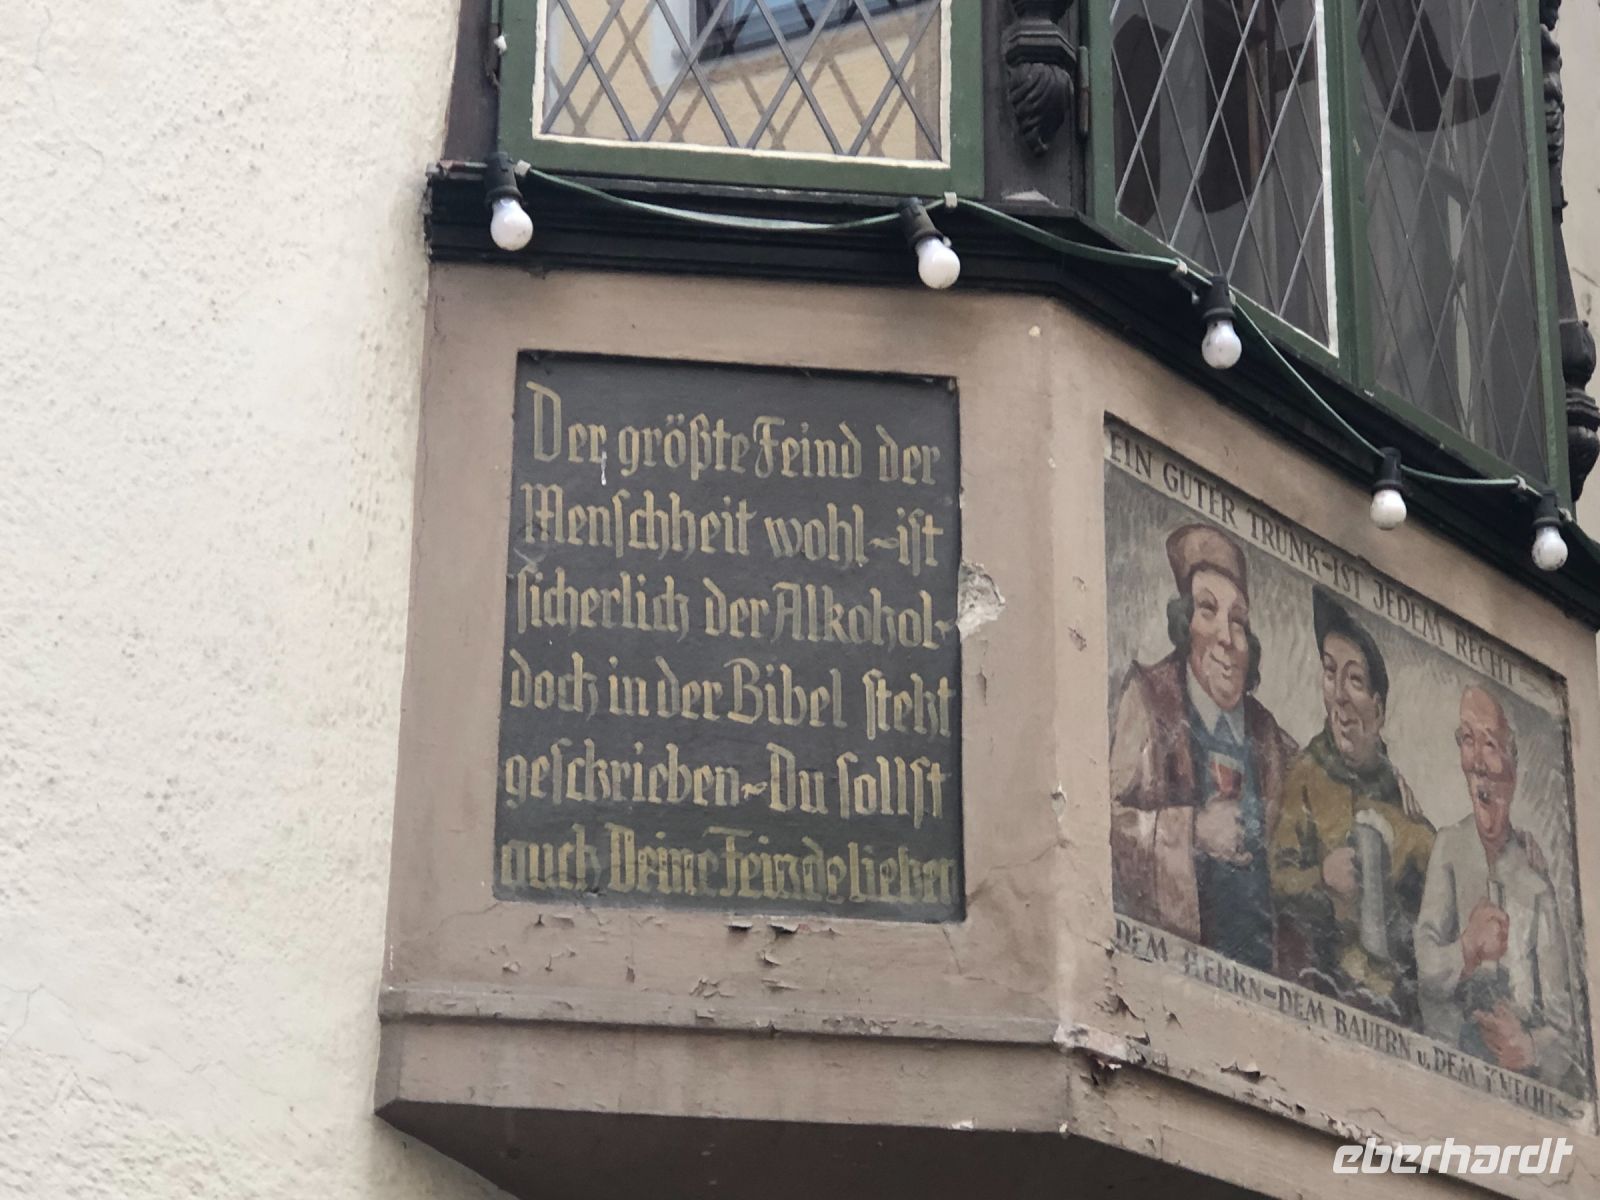 Der größte Feind der
Menschheit wohl~ist
sicherlich der Alkohol~
doch in der Bibel steht
geschrieben~Du sollst
auch Deine Feinde lieben
EIN GUTER TRUNK-IST JEDEM RECHT~
DEM HERRN-DEM BAUERN u. DEM KNECHT~
eberhardt